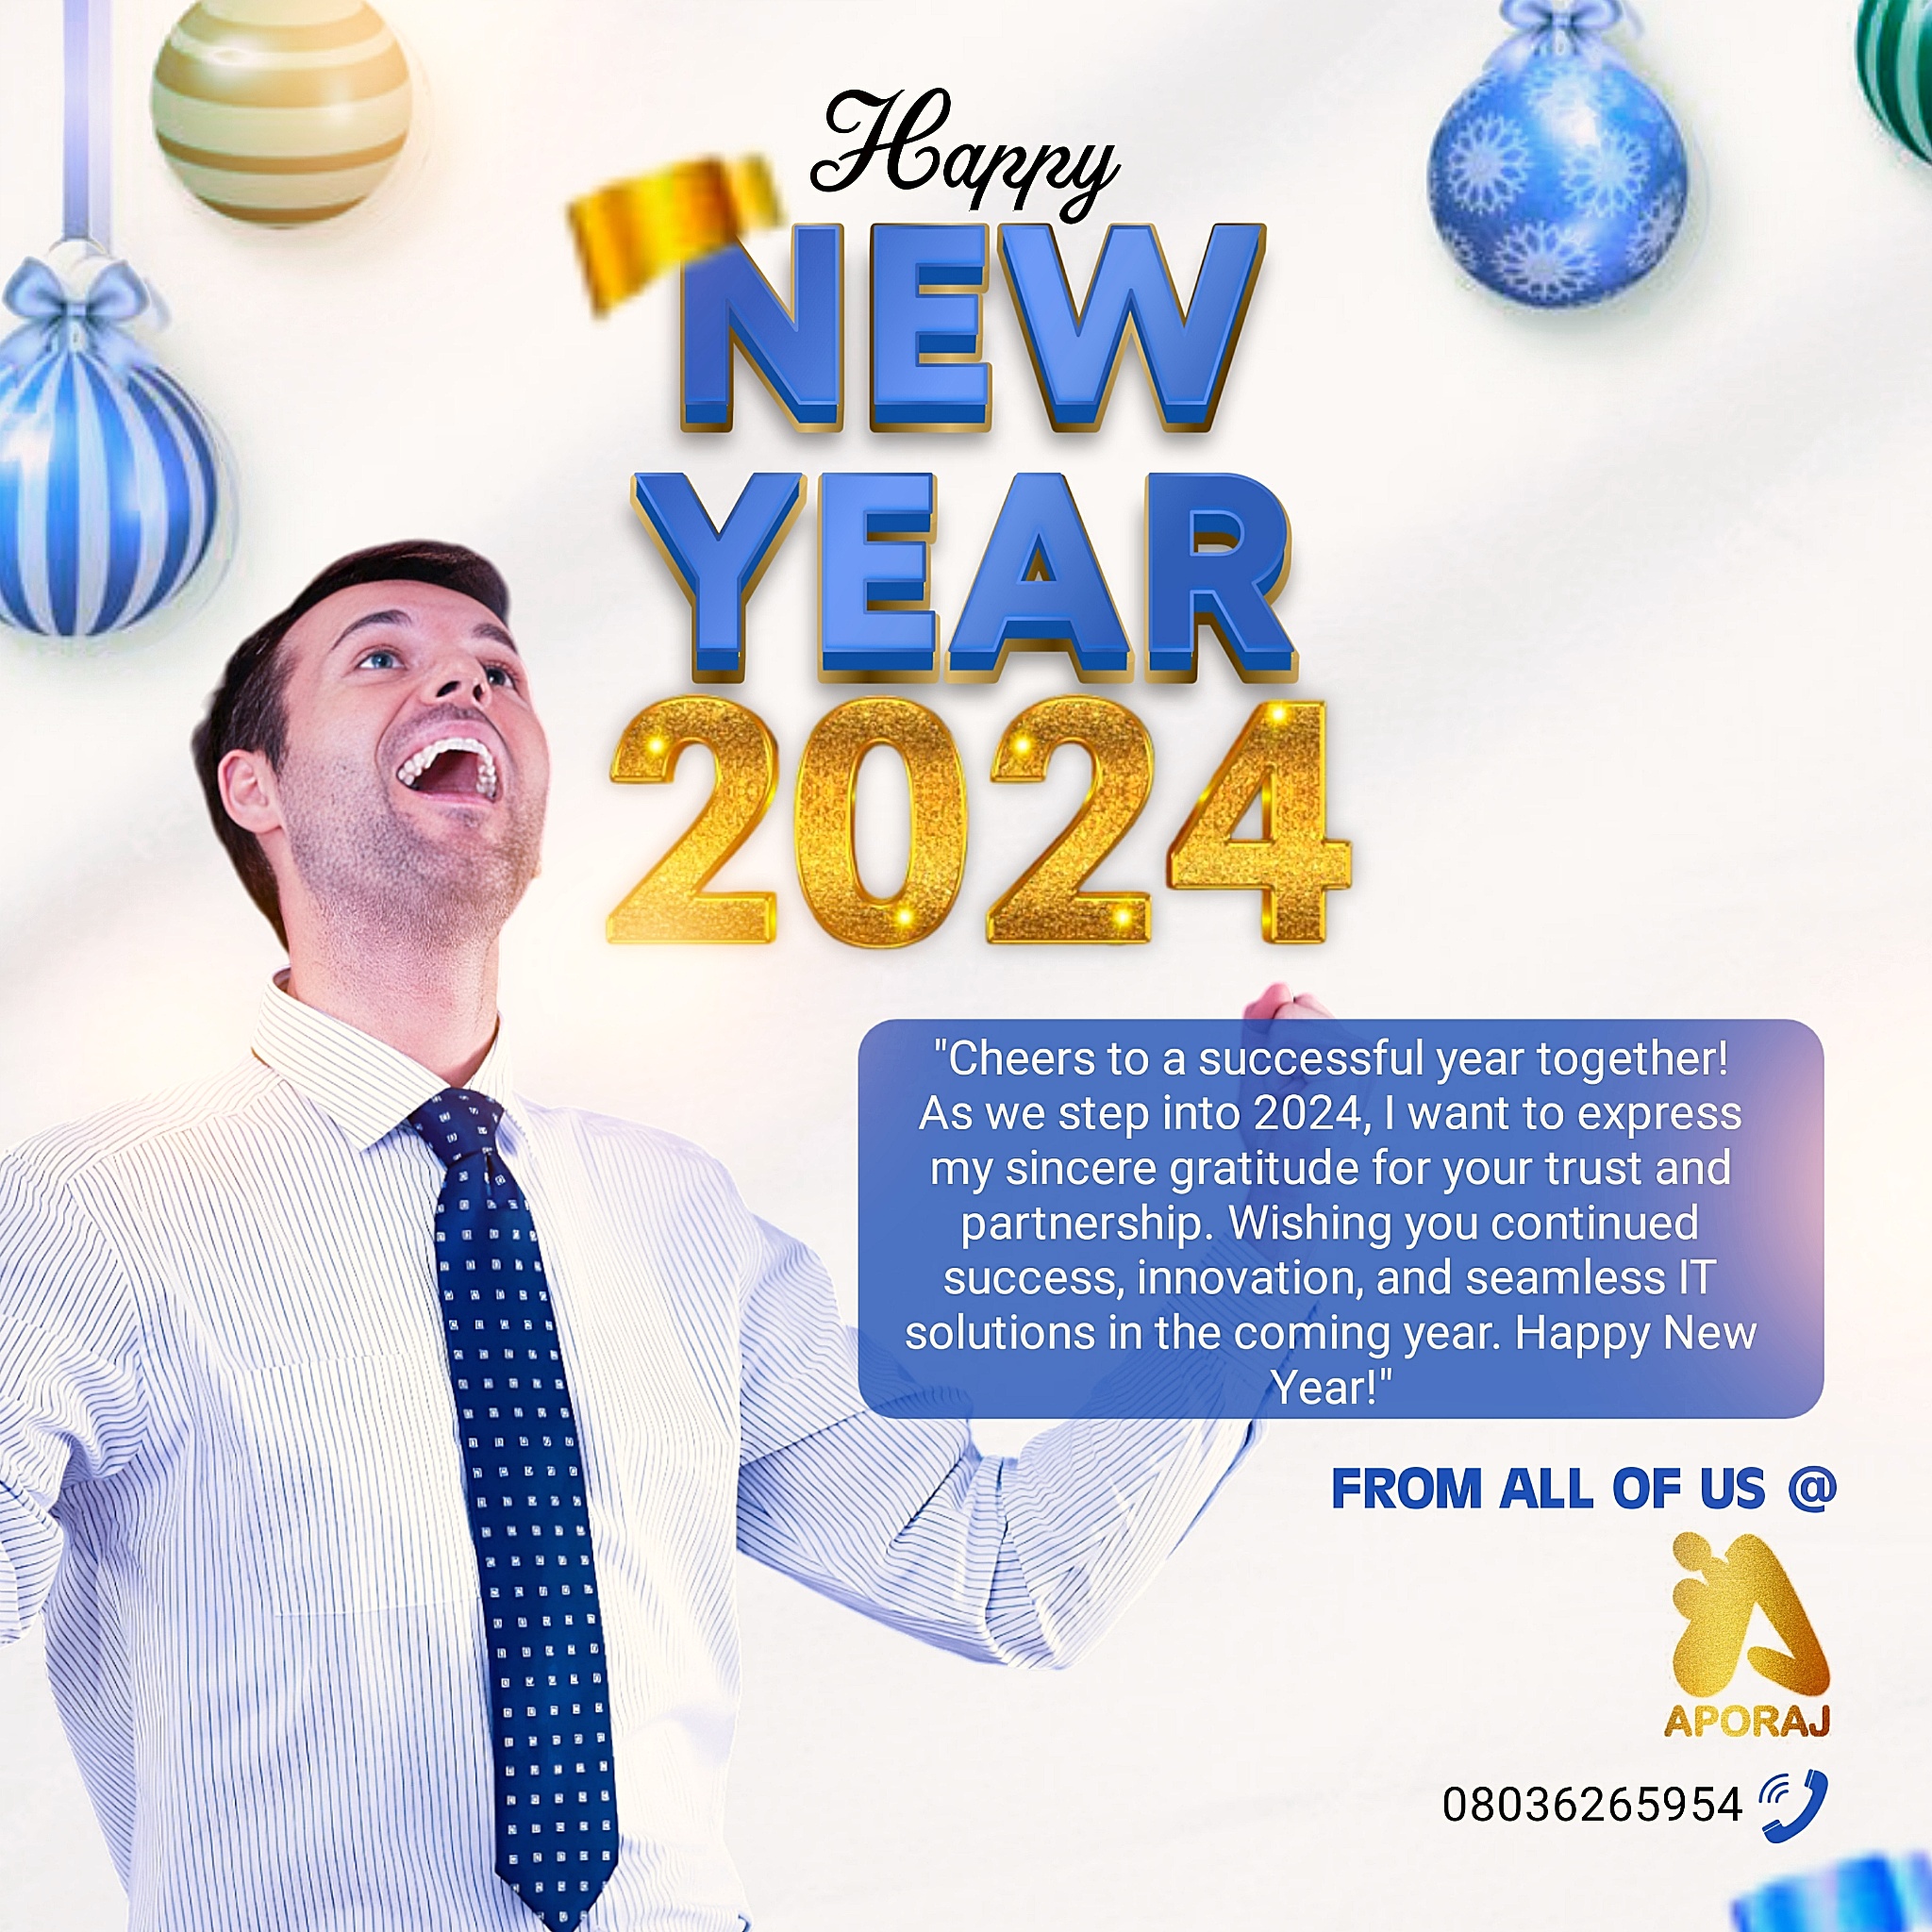 Happy
NEW
YEAR
2024
"Cheers to a successful year together!
As we step into 2024, I want to express
my sincere gratitude for your trust and
partnership. Wishing you continued
success, innovation, and seamless IT
solutions in the coming year. Happy New
Year!"
FROM ALL OF US @
APORAJ
08036265954